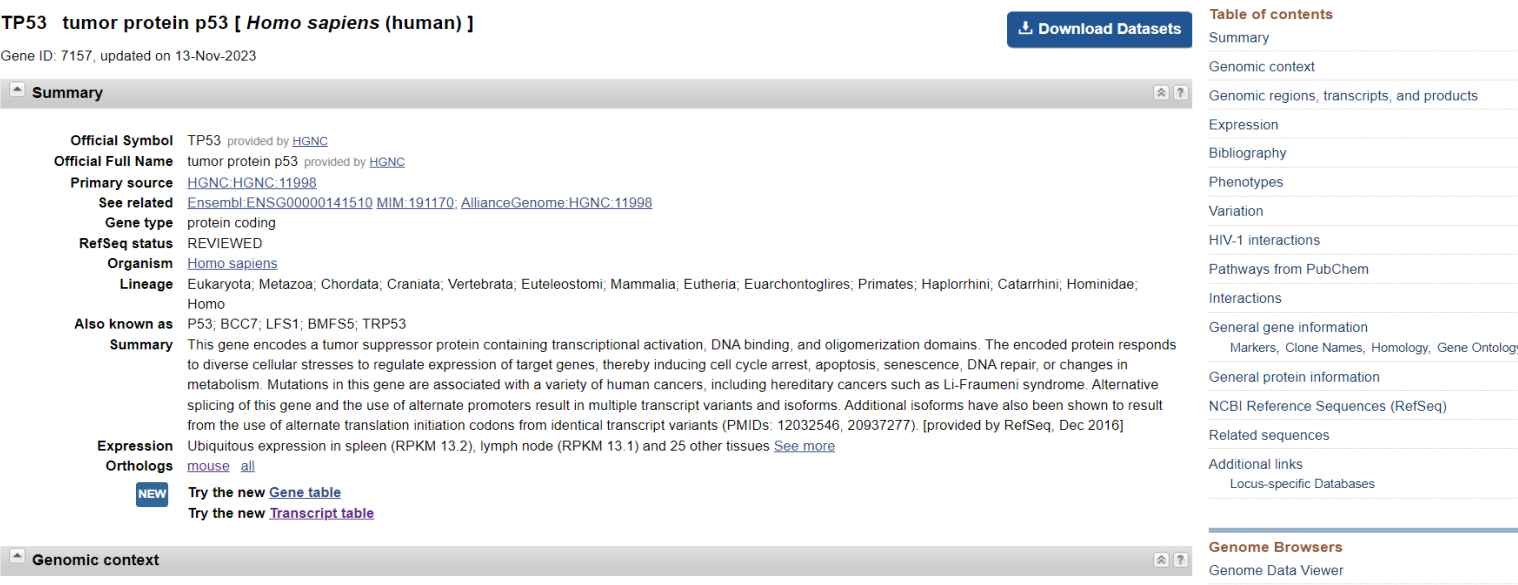 TP53 tumor protein p53 [ Homo sapiens (human) ]
Download Datasets
Gene ID: 7157, updated on 13-Nov-2023
Summary
?
Official Symbol TP53 provided by HGNC
Official Full Name tumor protein p53 provided by HGNC
Primary source HGNC:HGNC:11998
See related Ensembl:ENSG00000141510 MIM:191170; AllianceGenome:HGNC:11998
Gene type protein coding
RefSeq status REVIEWED
Organism Homo sapiens
Lineage Eukaryota; Metazoa; Chordata; Craniata; Vertebrata; Euteleostomi; Mammalia; Eutheria; Euarchontoglires; Primates; Haplorrhini; Catarrhini; Hominidae;
Homo
Also known as P53; BCC7; LFS1; BMFS5; TRP53
Summary This gene encodes a tumor suppressor protein containing transcriptional activation, DNA binding, and oligomerization domains. The encoded protein responds
to diverse cellular stresses to regulate expression of target genes, thereby inducing cell cycle arrest, apoptosis, senescence, DNA repair, or changes in
metabolism. Mutations in this gene are associated with a variety of human cancers, including hereditary cancers such as Li-Fraumeni syndrome. Alternative
splicing of this gene and the use of alternate promoters result in multiple transcript variants and isoforms. Additional isoforms have also been shown to result
from the use of alternate translation initiation codons from identical transcript variants (PMIDs: 12032546, 20937277). [provided by RefSeq, Dec 2016]
Expression Ubiquitous expression in spleen (RPKM 13.2), lymph node (RPKM 13.1) and 25 other tissues See more
Orthologs mouse all
NEW Try the new Gene table
Try the new Transcript table
Genomic context
?
Table of contents
Summary
Genomic context
Genomic regions, transcripts, and products
Expression
Bibliography
Phenotypes
Variation
HIV-1 interactions
Pathways from PubChem
Interactions
General gene information
Markers, Clone Names, Homology, Gene Ontology
General protein information
NCBI Reference Sequences (RefSeq)
Related sequences
Additional links
Locus-specific Databases
Genome Browsers
Genome Data Viewer